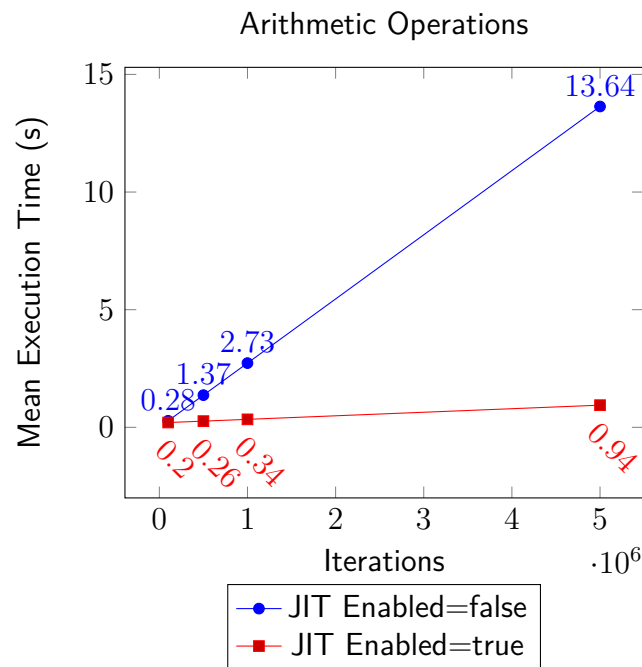 Arithmetic Operations
Mean Execution Time (s)
15
10
5
0
13.64
2.73
1.37
0.28
0.2
0.26
0.34
0.94
0 1 2 3 4 5
Iterations
·10^6
JIT Enabled=false
JIT Enabled=true